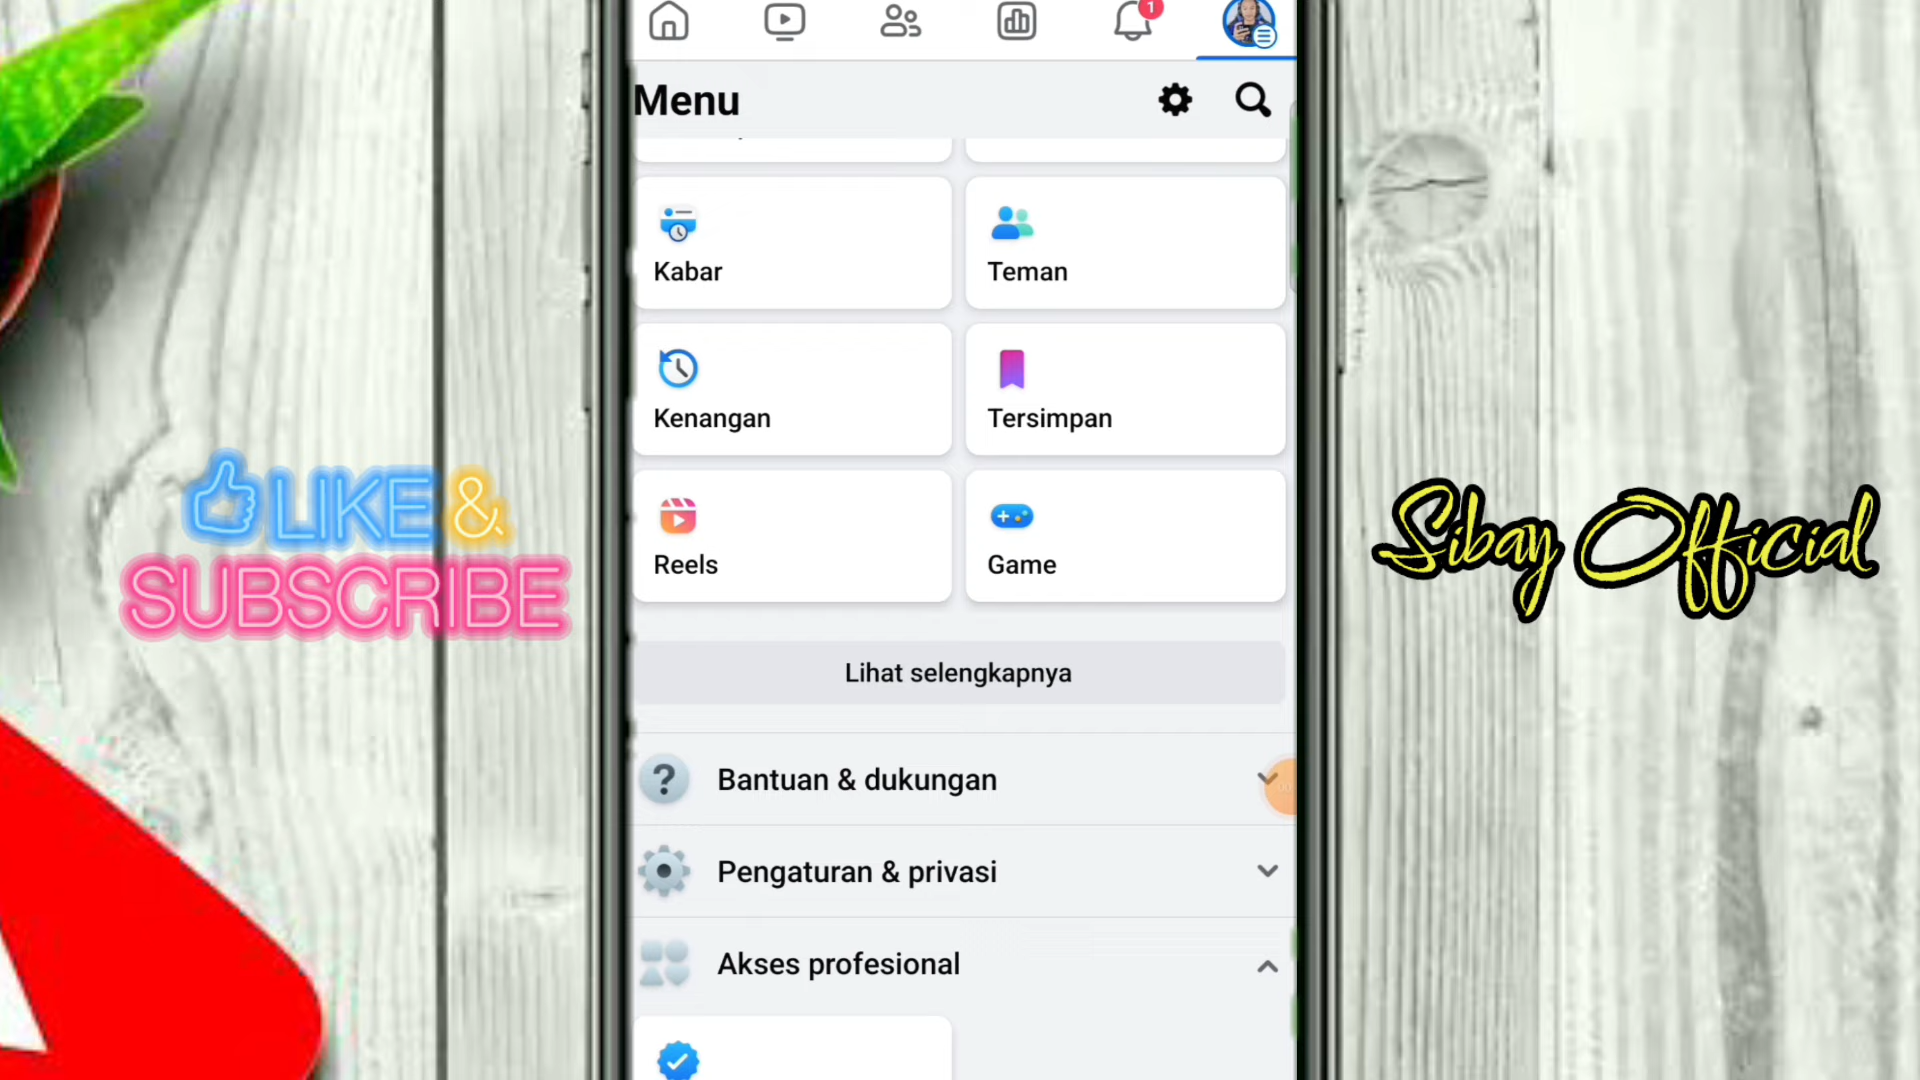 1
Menu
Kabar
Teman
Kenangan
Tersimpan
Reels
Game
LIKE &
SUBSCRIBE
Sibay Official
Lihat selengkapnya
Bantuan & dukungan
Pengaturan & privasi
Akses profesional